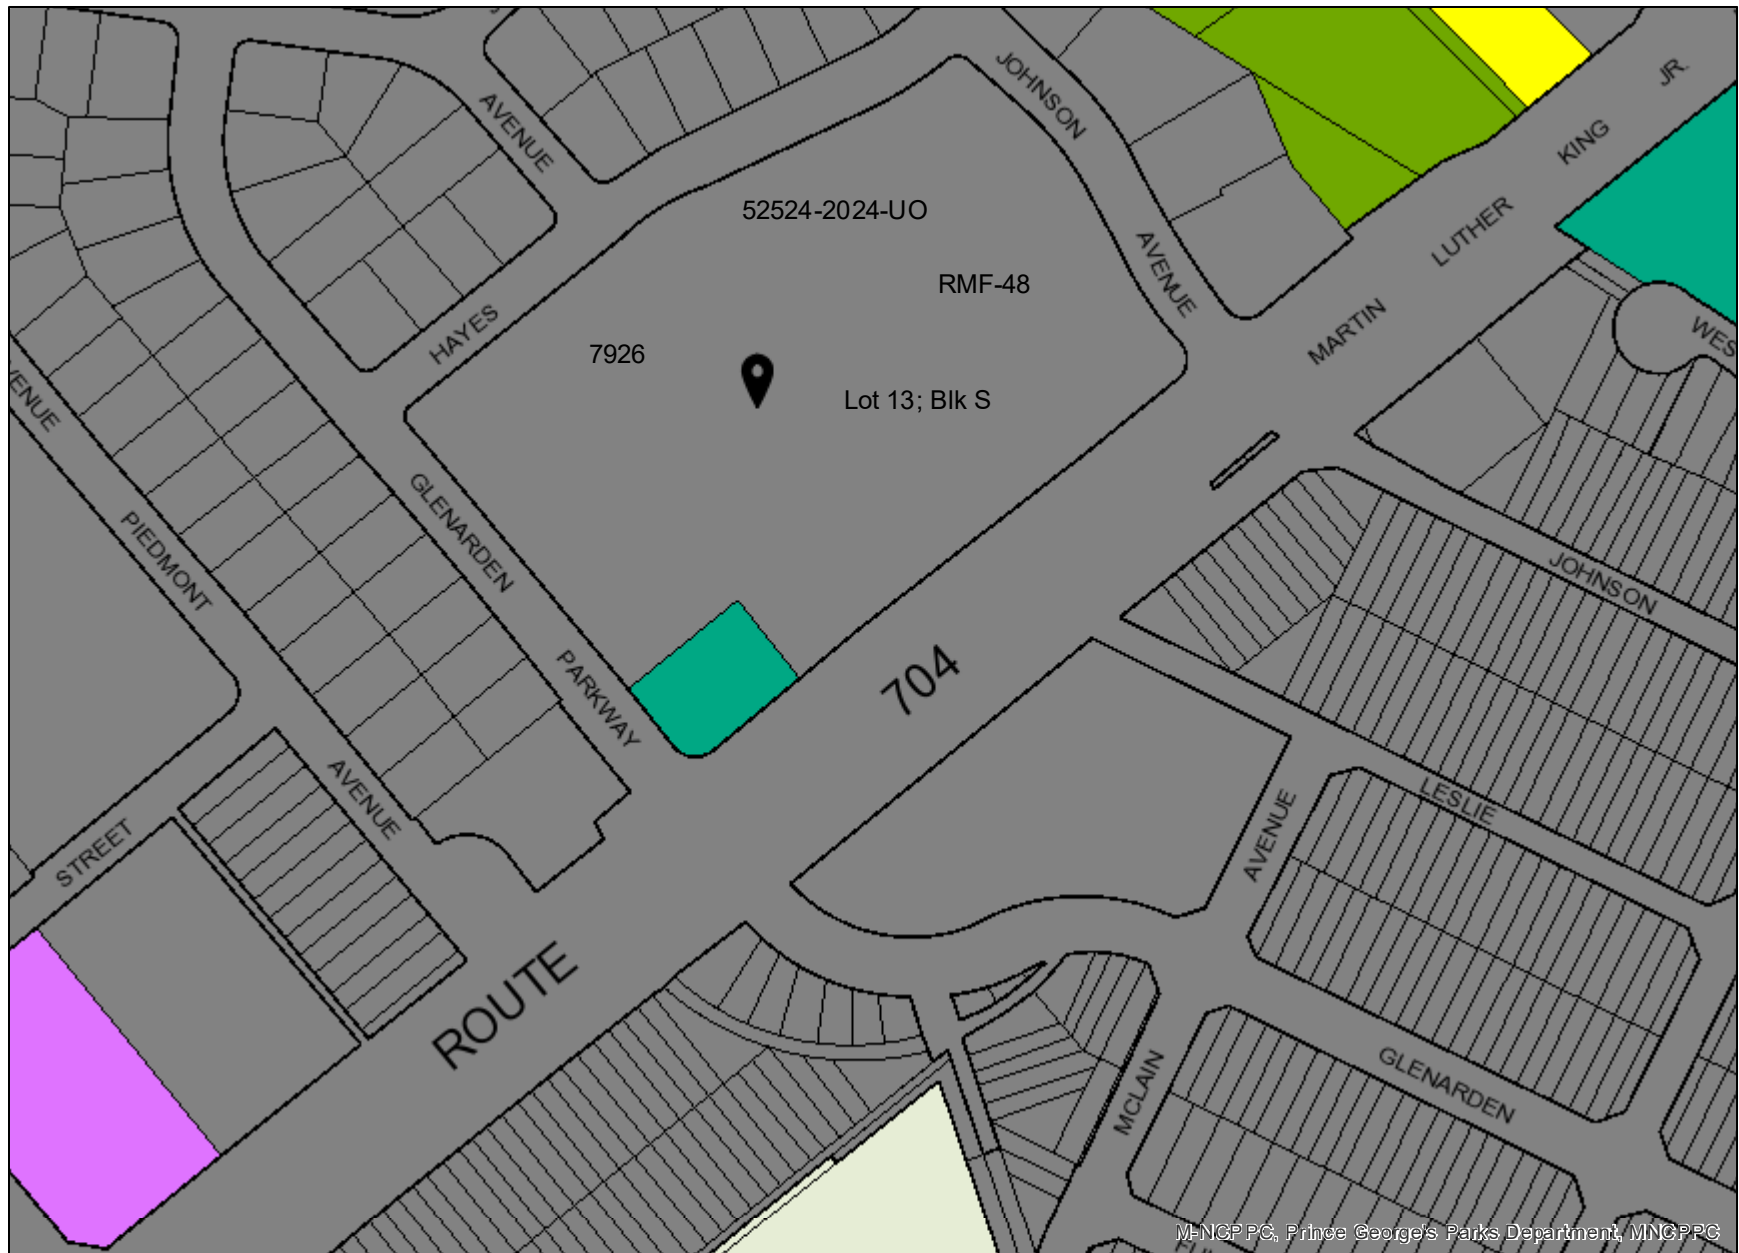 JOHNSON
AVENUE
JR.
KING
LUTHER
MARTIN
AVENUE
52524-2024-UO
RMF-48
7926
Lot 13; Blk S
HAYES
WES
GLENARDEN
PARKWAY
PIEDMONT
AVENUE
STREET
ROUTE
704
JOHNSON
LESLIE
AVENUE
MCLAIN
GLENARDEN
M-NCPPC, Prince George's Parks Department, MNCPPC